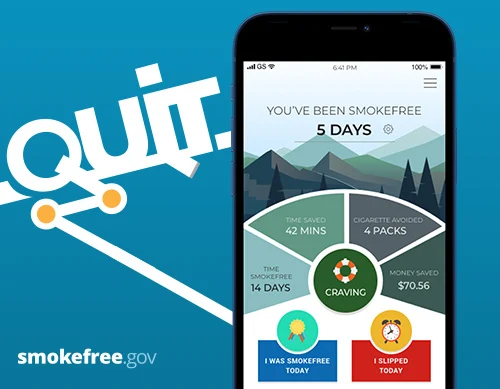 QUIT.
GS
6:41 PM
100%
YOU'VE BEEN SMOKEFREE
5 DAYS
TIME SAVED
42 MINS
CIGARETTE AVOIDED
4 PACKS
TIME
SMOKEFREE
14 DAYS
CRAVING
MONEY SAVED
$70.56
I WAS SMOKEFREE
TODAY
I SLIPPED
TODAY
smokefree.gov